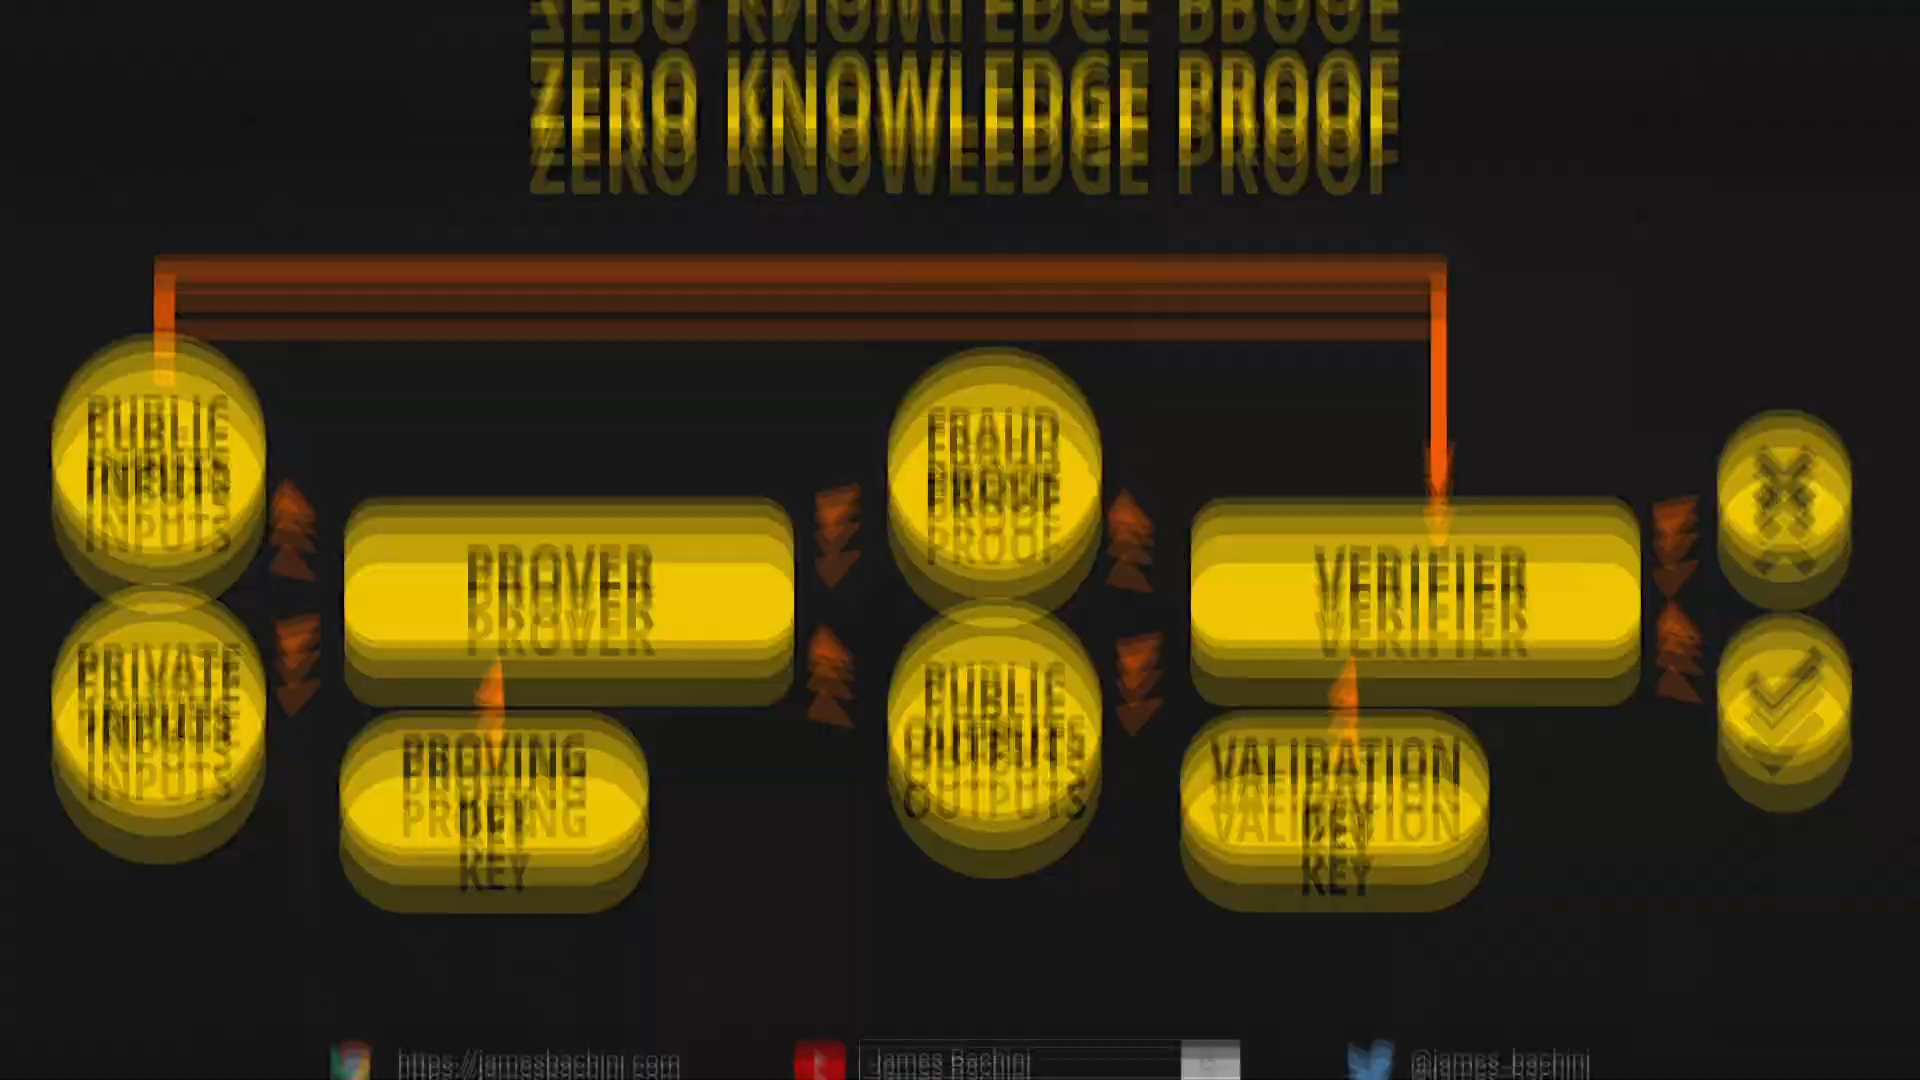 ZERO KNOWLEDGE PROOF
PUBLIC
INPUTS
FRAUD
PROOF
PROVER
VERIFIER
PRIVATE
INPUTS
PUBLIC
OUTPUTS
PROVING
KEY
VALIDATION
KEY
https://jamesbachini.com
James Bachini
@james_bachini